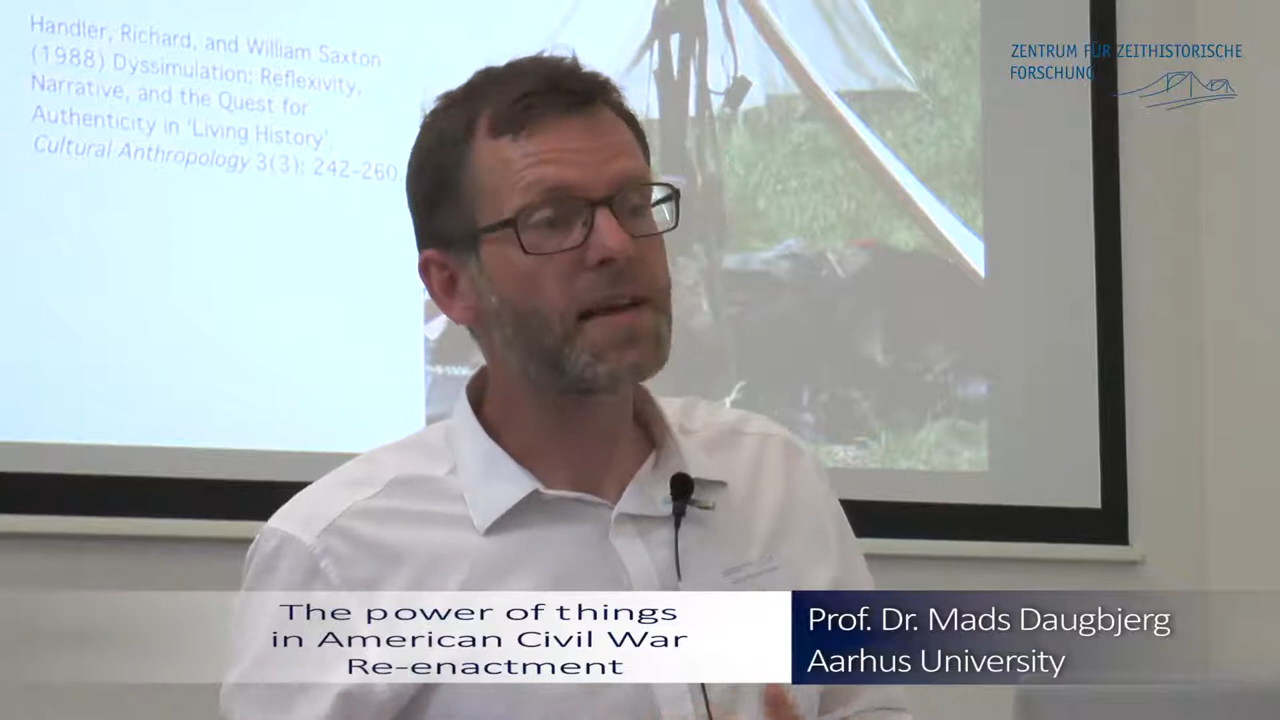 Handler, Richard, and William Saxton
(1988) Dyssimulation: Reflexivity,
Narrative, and the Quest for
Authenticity in 'Living History'
Cultural Anthropology 3(3): 242-260.
ZENTRUM FÜR ZEITHISTORISCHE
FORSCHUNG
The power of things
in American Civil War
Re-enactment
Prof. Dr. Mads Daugbjerg
Aarhus University